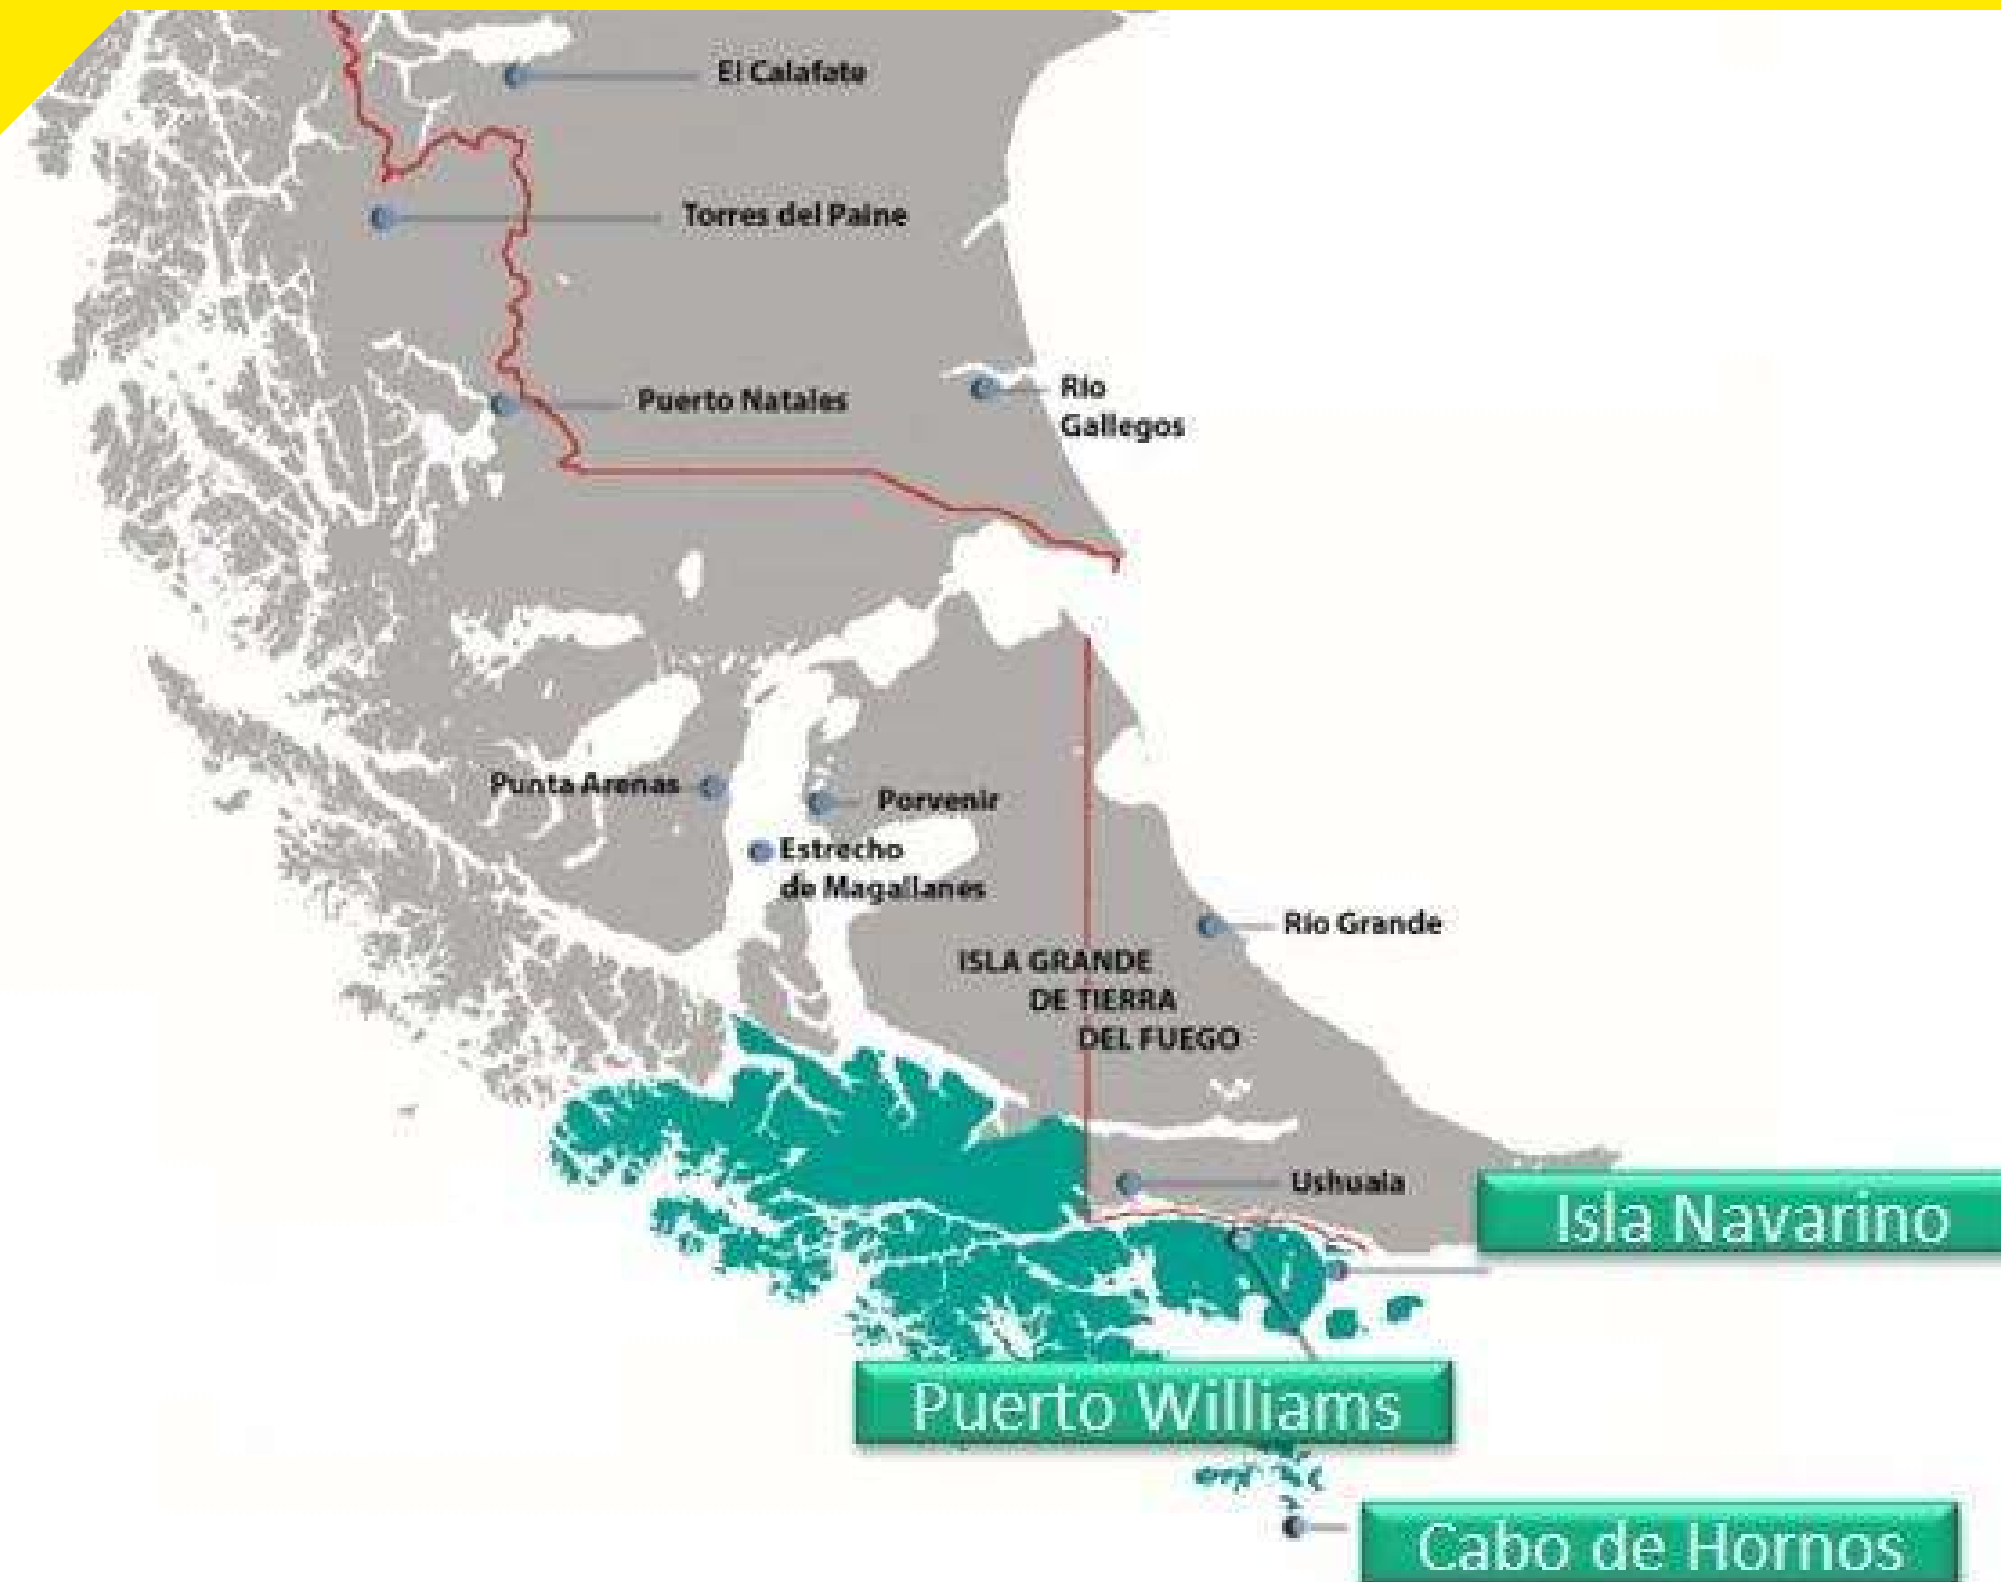 El Calafate
Torres del Paine
Puerto Natales
Rio
Gallegos
Punta Arenas
Porvenir
Estrecho
de Magallanes
Rio Grande
ISLA GRANDE
DE TIERRA
DEL FUEGO
Ushuaia
Isla Navarino
Puerto Williams
Cabo de Hornos